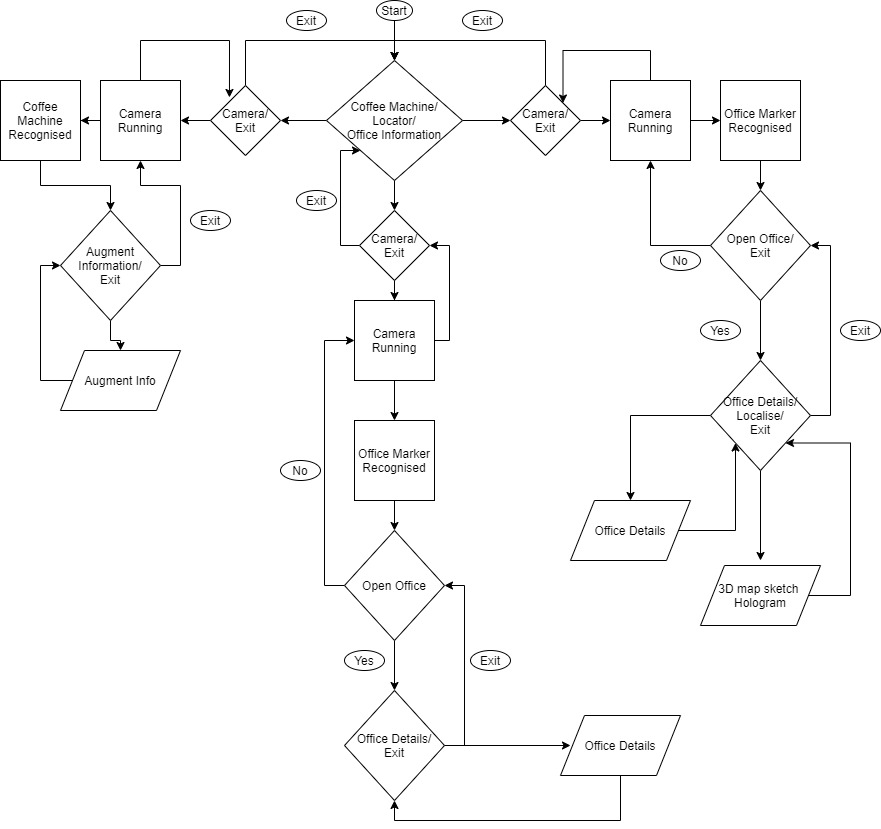 Start
Exit
Exit
Coffee
Machine
Recognised
Camera
Running
Camera/
Exit
Coffee Machine/
Locator/
Office Information
Camera/
Exit
Camera
Running
Office Marker
Recognised
Exit
Exit
Camera/
Exit
Augment
Information/
Exit
Open Office/
Exit
No
Camera
Running
Yes
Exit
Augment Info
Office Details/
Localise/
Exit
Office Marker
Recognised
No
Office Details
Open Office
3D map sketch
Hologram
Yes
Exit
Office Details/
Exit
Office Details